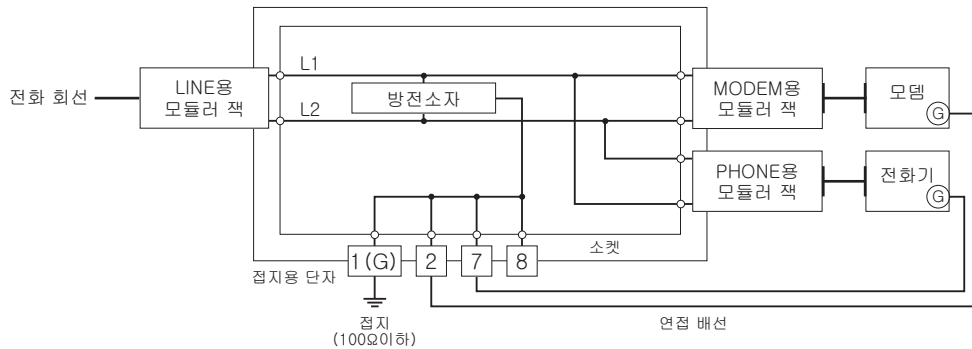 전화 회선
LINE용
모듈러 잭
L1
L2
방전소자
MODEM용
모듈러 잭
모뎀
G
PHONE용
모듈러 잭
전화기
G
소켓
접지용 단자
1(G)
2
7
8
접지
(100Ω이하)
연접 배선